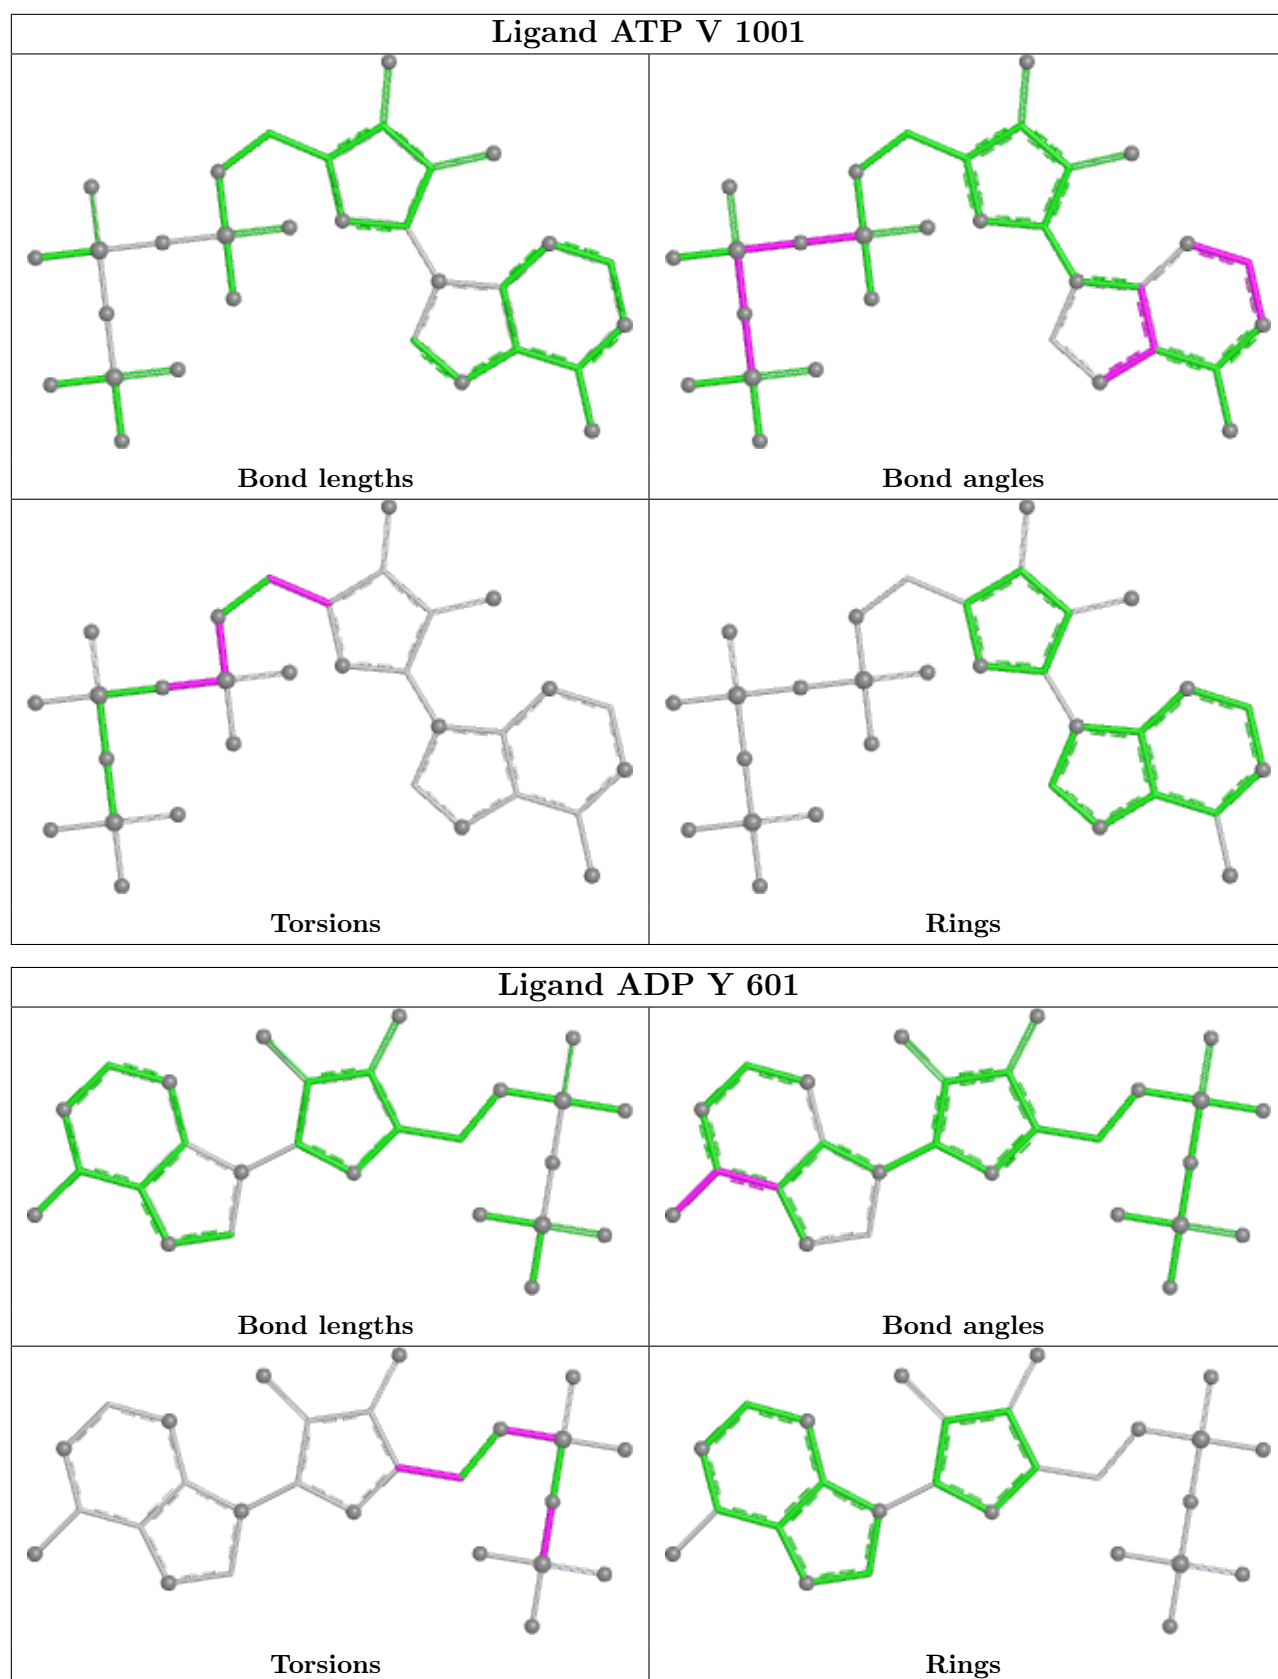 Ligand ATP V 1001
Bond lengths
Bond angles
Torsions
Rings
Ligand ADP Y 601
Bond lengths
Bond angles
Torsions
Rings